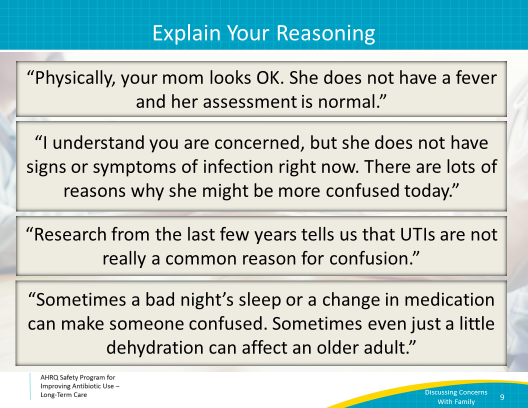 Explain Your Reasoning
“Physically, your mom looks OK. She does not have a fever
and her assessment is normal.”
“I understand you are concerned, but she does not have
signs or symptoms of infection right now. There are lots of
reasons why she might be more confused today.”
“Research from the last few years tells us that UTIs are not
really a common reason for confusion.”
“Sometimes a bad night’s sleep or a change in medication
can make someone confused. Sometimes even just a little
dehydration can affect an older adult.”
AHRQ Safety Program for
Improving Antibiotic Use –
Long-Term Care
Discussing Concerns
With Family
9